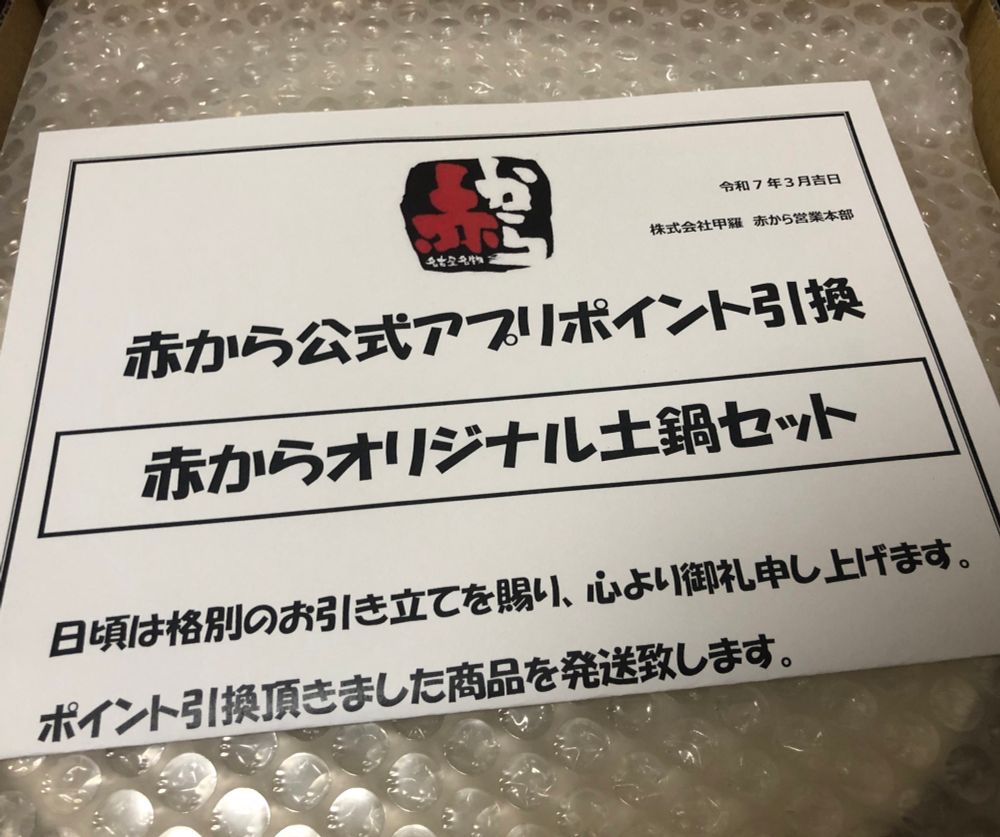 赤から
名古屋名物
令和7年3月吉日
株式会社甲羅 赤から営業本部
赤から公式アプリポイント引換
赤からオリジナル土鍋セット
日頃は格別のお引き立てを賜り、心より御礼申し上げます。
ポイント引換頂きました商品を発送致します。